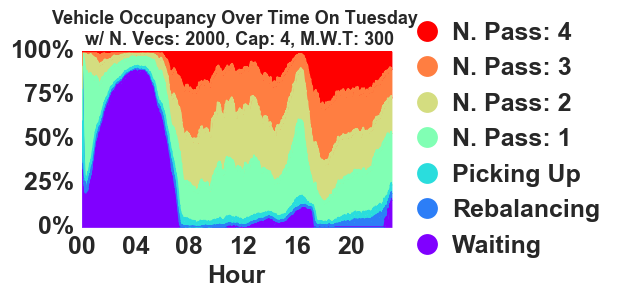 Vehicle Occupancy Over Time On Tuesday
w/ N. Vecs: 2000, Cap: 4, M.W.T: 300
100%
75%
50%
25%
0%
00 04 08 12 16 20
Hour
N. Pass: 4
N. Pass: 3
N. Pass: 2
N. Pass: 1
Picking Up
Rebalancing
Waiting